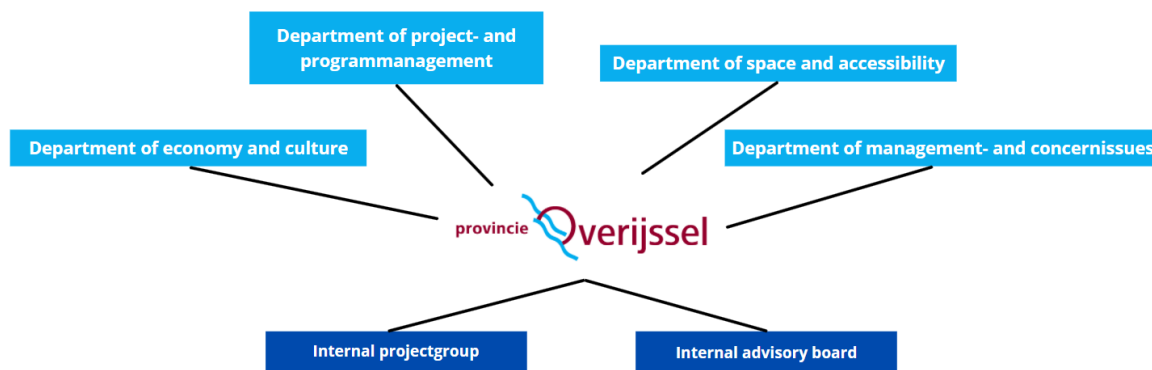 Department of project- and
programmanagement
Department of space and accessibility
Department of economy and culture
Department of management- and concernissues
provincie Overijssel
Internal projectgroup
Internal advisory board